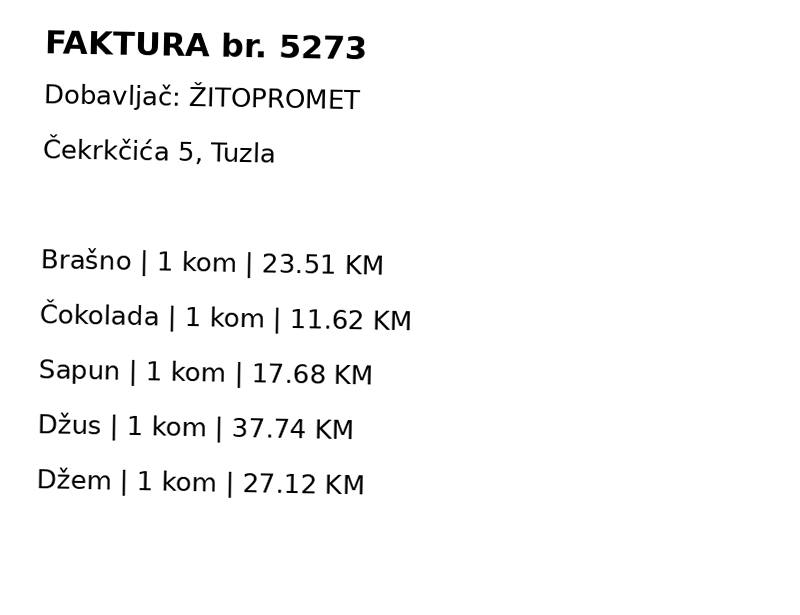 FAKTURA br. 5273
Dobavljač: ŽITOPROMET
Čekrkčića 5, Tuzla
Brašno | 1 kom | 23.51 KM
Čokolada | 1 kom | 11.62 KM
Sapun | 1 kom | 17.68 KM
Džus | 1 kom | 37.74 KM
Džem | 1 kom | 27.12 KM